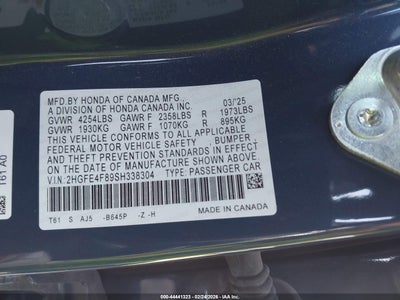 MFD. BY HONDA OF CANADA MFG.,
A DIVISION OF HONDA CANADA INC. 03/'25
GVWR 4254LBS GAWR F 2358LBS R 1973LBS
GVWR 1930KG GAWR F 1070KG R 895KG
THIS VEHICLE CONFORMS TO ALL APPLICABLE
FEDERAL MOTOR VEHICLE SAFETY, BUMPER,
AND THEFT PREVENTION STANDARDS IN
EFFECT ON THE DATE OF MANUFACTURE
SHOWN ABOVE.
V.I.N. 2HGFE4F89SH338304 TYPE: PASSENGER CAR
T61 S AJ5 -B645P -Z -H
MADE IN CANADA
T61 A0
000-44441323 - 02/24/2026 - © IAA Inc.